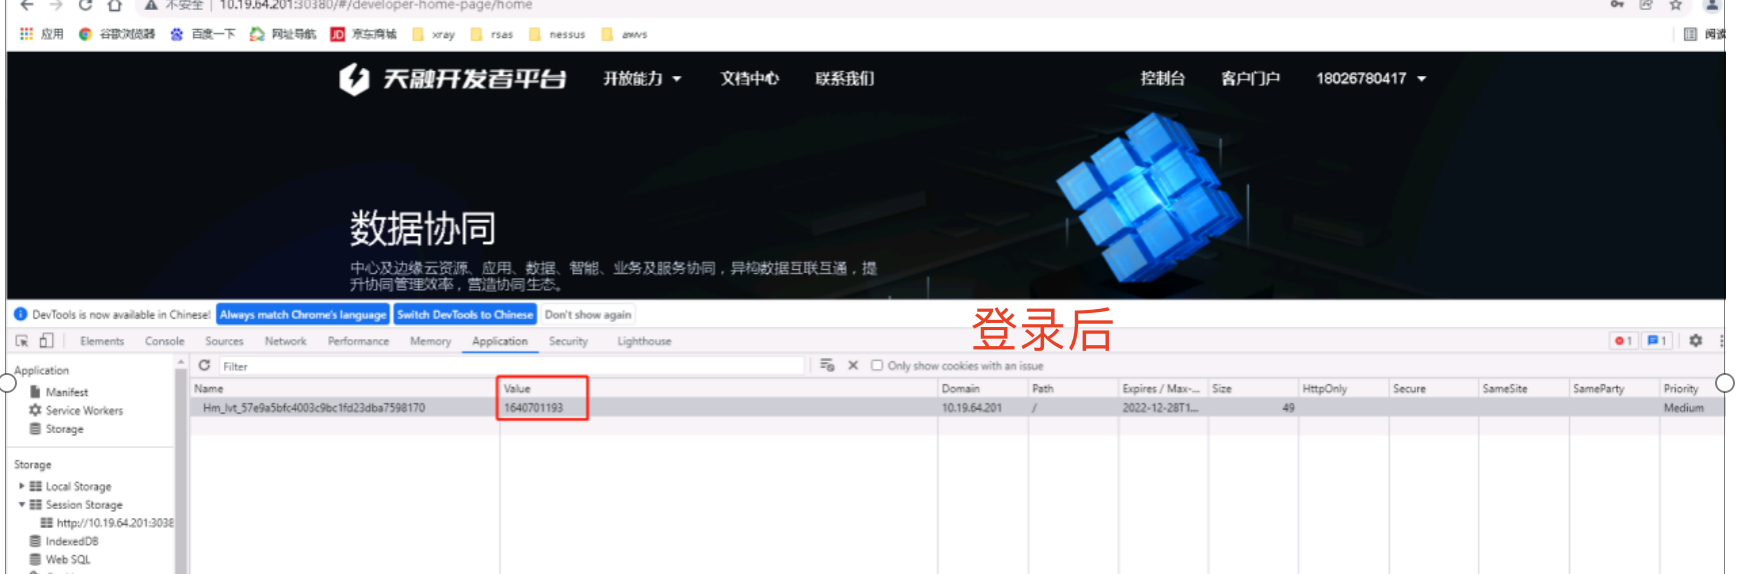 不安全 | 10.19.64.201:30380/#/developer-home-page/home
应用 谷歌浏览器 百度一下 网址导航 JD 京东商城 xray rsas nessus awvs 阅读
天融开发者平台 开放能力 文档中心 联系我们 控制台 客户门户 18026780417
数据协同
中心及边缘云资源、应用、数据、智能、业务及服务协同，异构数据互联互通，提
升协同管理效率，营造协同生态。
登录后
DevTools is now available in Chinese! Always match Chrome's language Switch DevTools to Chinese Don't show again
Elements Console Sources Network Performance Memory Application Security Lighthouse 1 1
Application Filter Only show cookies with an issue
Name Value Domain Path Expires / Max-... Size HttpOnly Secure SameSite SameParty Priority
Hm_lvt_57e9a5bfc4003c9bc1fd23dba7598170 1640701193 10.19.64.201 / 2022-12-28T1... 49 Medium
Manifest
Service Workers
Storage
Storage
Local Storage
Session Storage
http://10.19.64.201:3038
IndexedDB
Web SQL